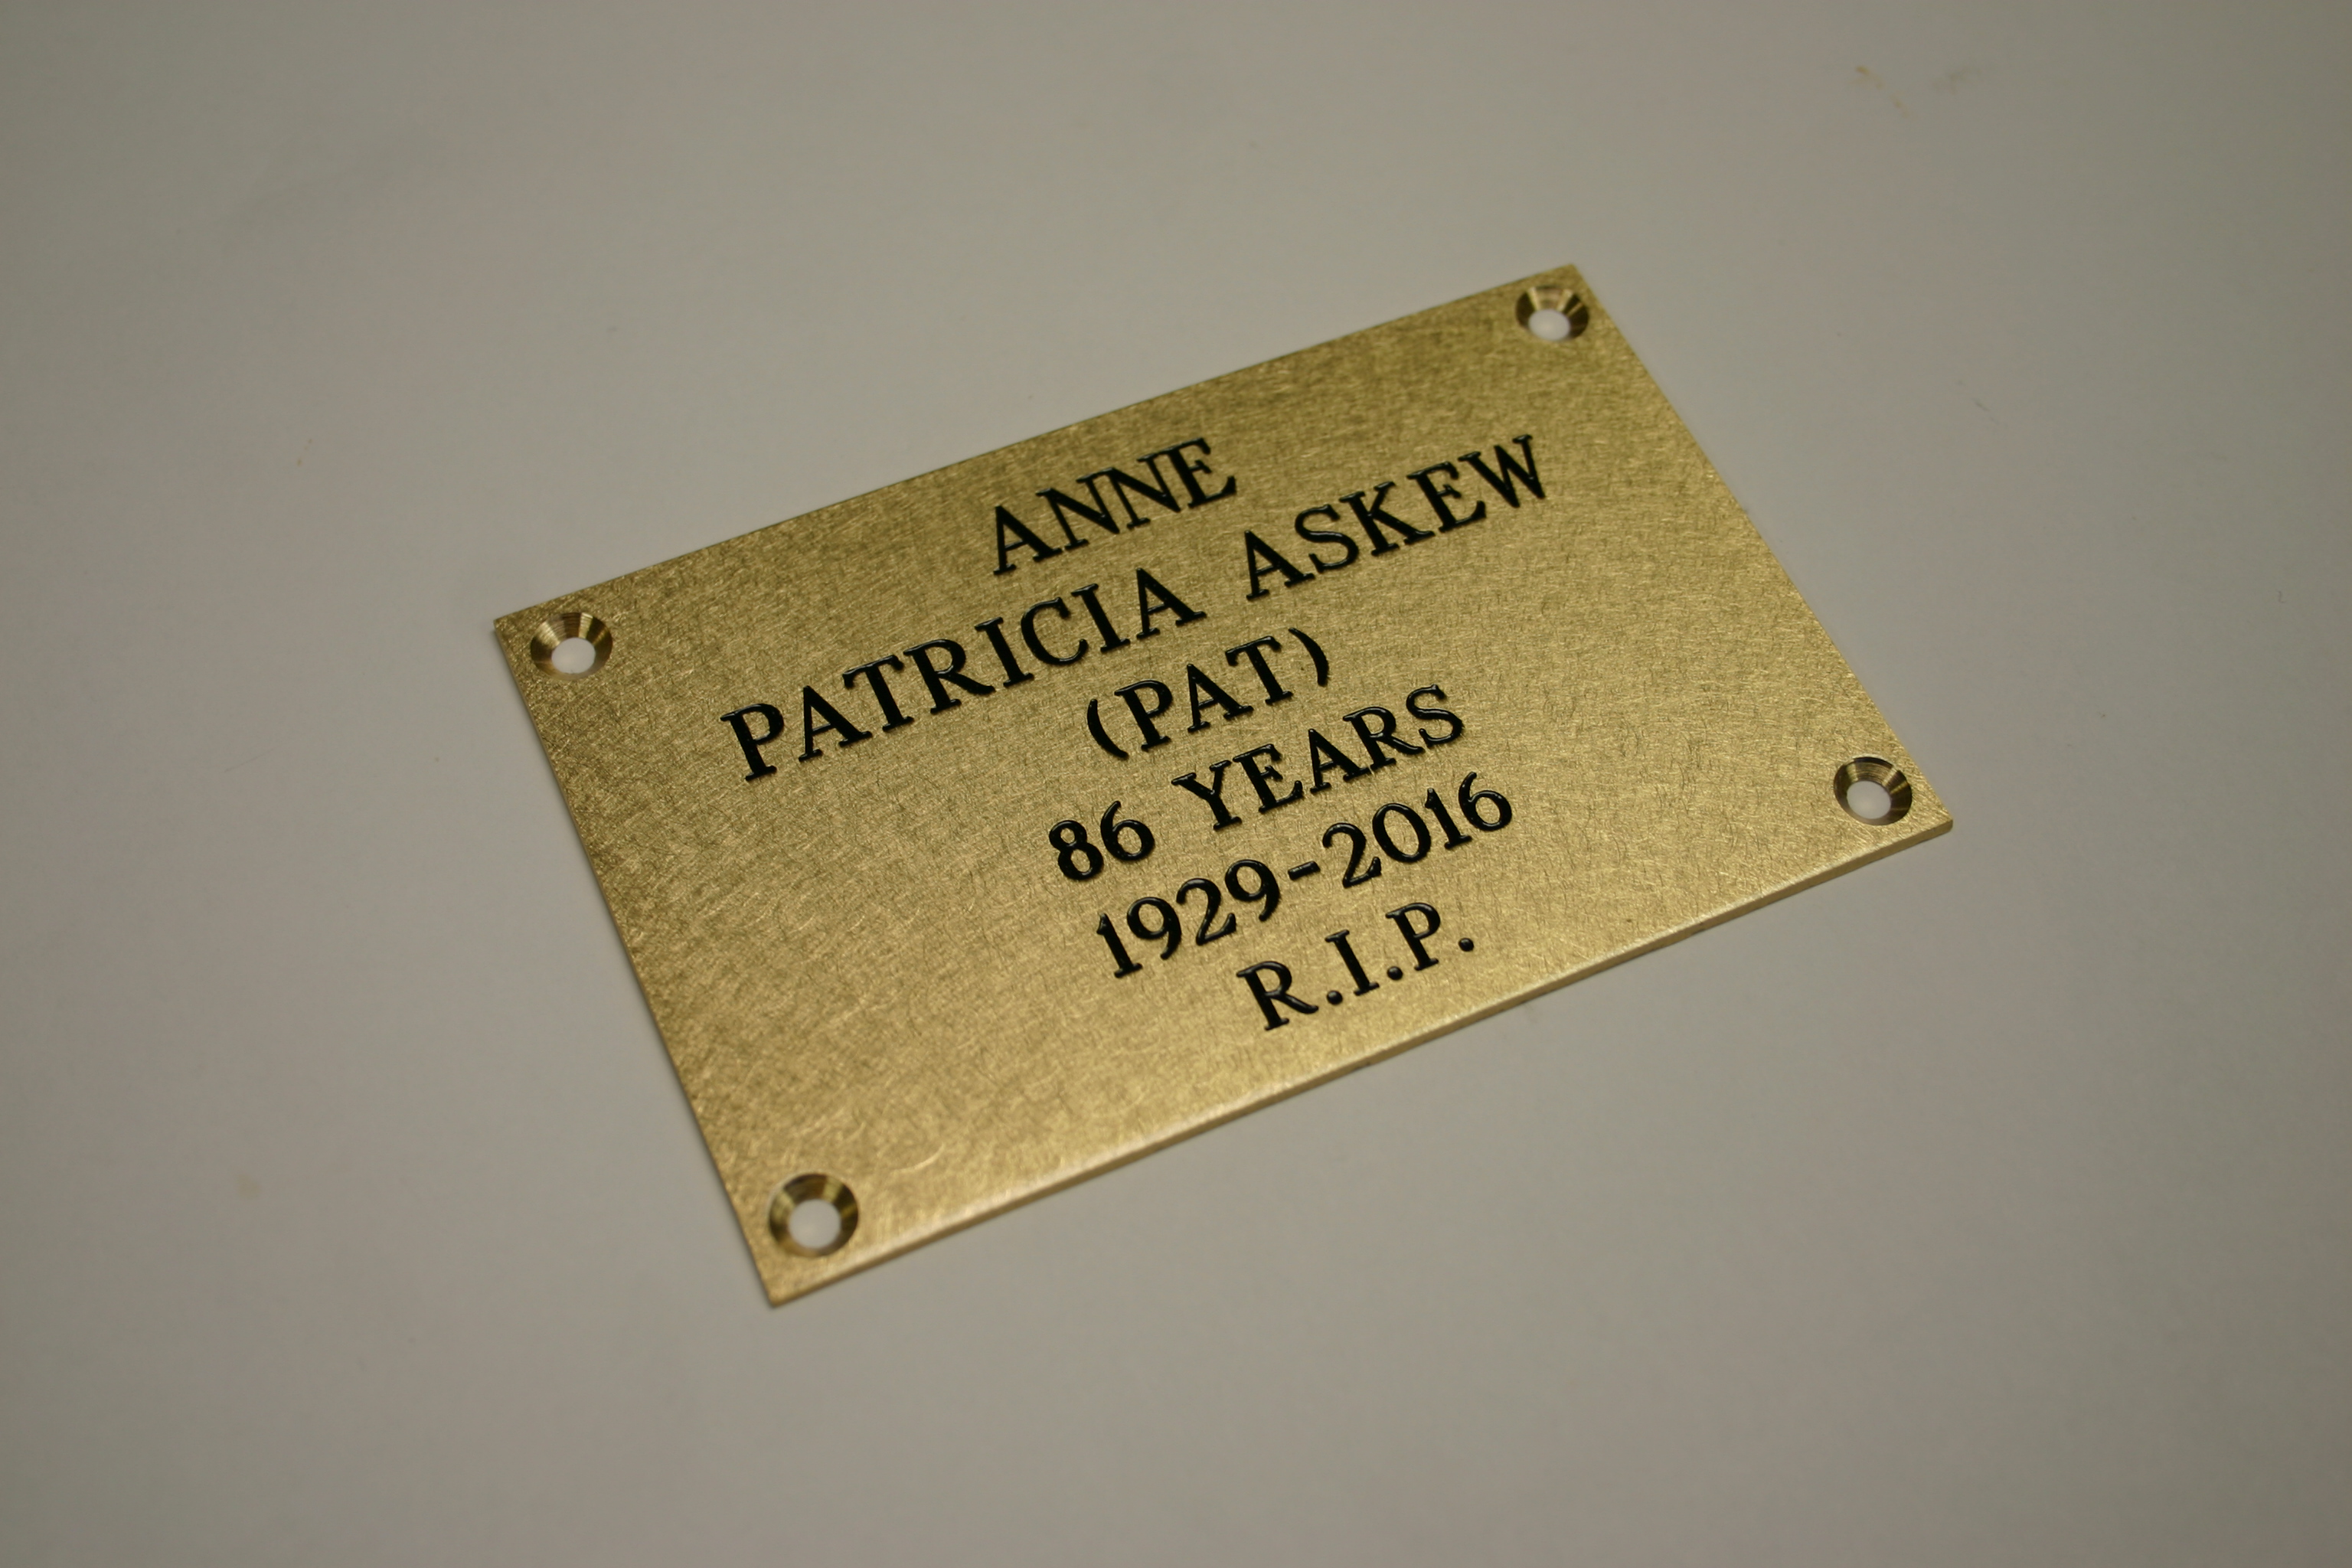 ANNE
PATRICIA ASKEW
(PAT)
86 YEARS
1929-2016
R.I.P.